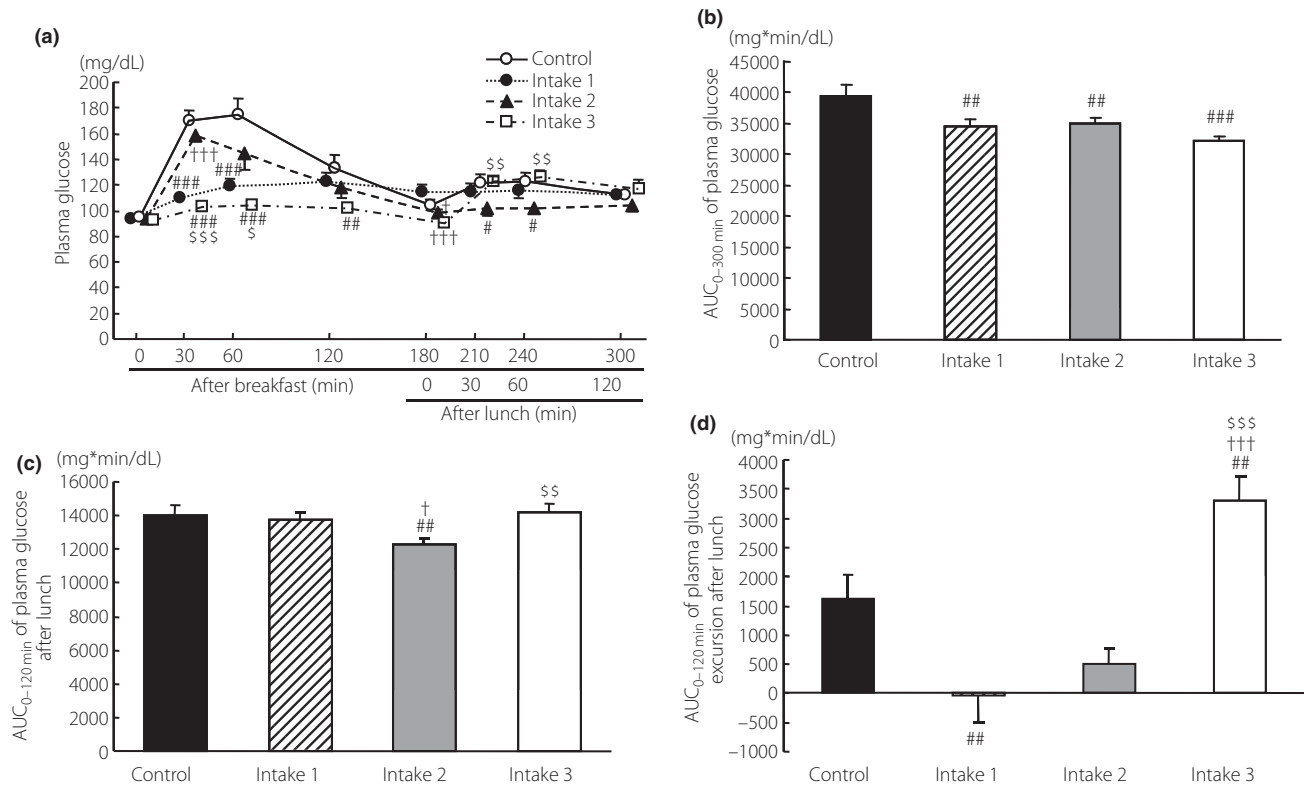 (a)
(mg/dL)
Plasma glucose
200
180
160
140
120
100
80
60
40
20
0
Control
Intake 1
Intake 2
Intake 3
†††
###
###
###
$$$
###
$
##
†
†††
$$
#
$$
#
0 30 60 120 180 210 240 300
After breakfast (min)
0 30 60 120
After lunch (min)
(b)
(mg*min/dL)
AUC0–300 min of plasma glucose
45000
40000
35000
30000
25000
20000
15000
10000
5000
0
## ## ###
Control Intake 1 Intake 2 Intake 3
(c)
(mg*min/dL)
AUC0–120 min of plasma glucose
after lunch
16000
14000
12000
10000
8000
6000
4000
2000
0
†
##
$$
Control Intake 1 Intake 2 Intake 3
(d)
(mg*min/dL)
AUC0–120 min of plasma glucose
excursion after lunch
4000
3500
3000
2500
2000
1500
1000
500
0
–500
–1000
##
$$$
†††
##
Control Intake 1 Intake 2 Intake 3